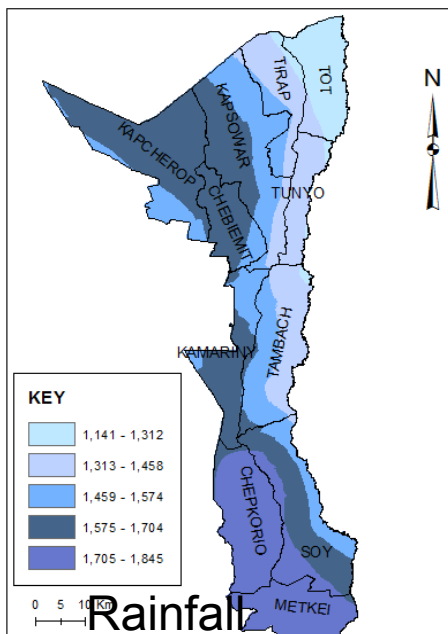 N
TIRAP
TOT
KAPSOWAR
KAPCHEROP
TUNYO
CHEBIEMIT
KAMARINY
TAMBACH
KEY
1,141 - 1,312
1,313 - 1,458
1,459 - 1,574
1,575 - 1,704
1,705 - 1,845
CHEPKORIO
SOY
METKEI
0 5 10 Km
Rainfall